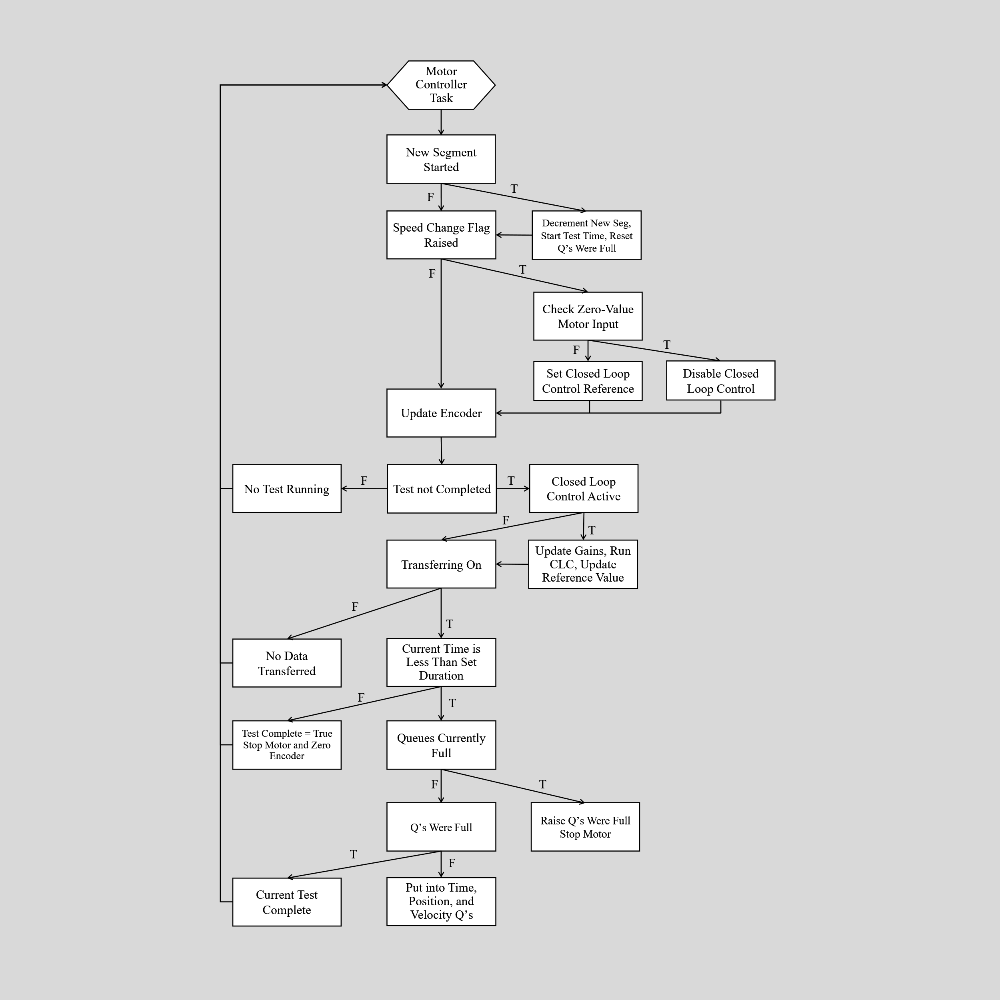 Motor
Controller
Task
New Segment
Started
T
F
Speed Change Flag
Raised
Decrement New Seg,
Start Test Time, Reset
Q’s Were Full
T
F
Check Zero-Value
Motor Input
T
F
Set Closed Loop
Control Reference
Disable Closed
Loop Control
Update Encoder
No Test Running
F
Test not Completed
T
Closed Loop
Control Active
F
T
Transferring On
Update Gains, Run
CLC, Update
Reference Value
F
T
No Data
Transferred
Current Time is
Less Than Set
Duration
F
T
Test Complete = True
Stop Motor and Zero
Encoder
Queues Currently
Full
F
T
Q’s Were Full
Raise Q’s Were Full
Stop Motor
T
F
Current Test
Complete
Put into Time,
Position, and
Velocity Q’s